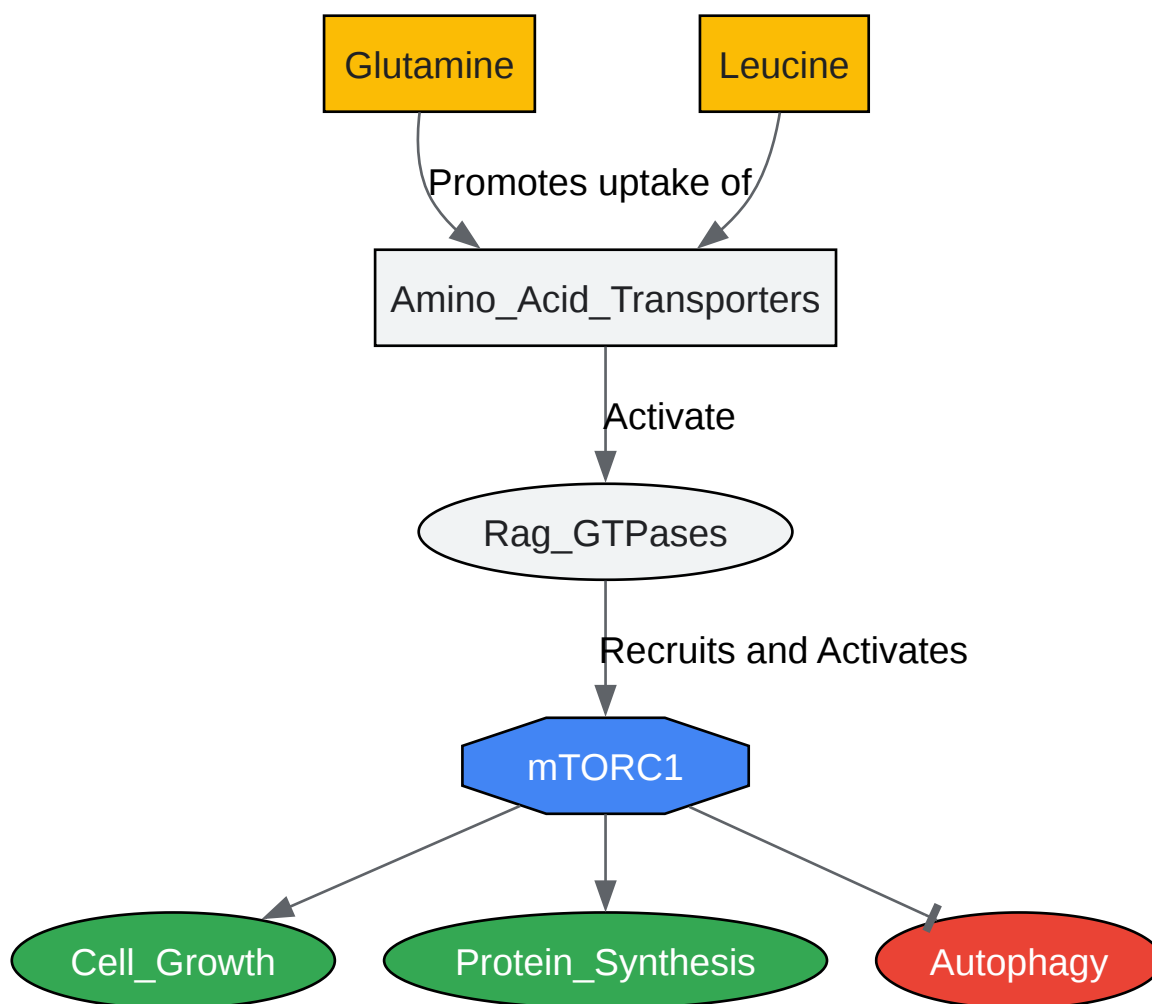 Glutamine
Leucine
Promotes uptake of
Amino_Acid_Transporters
Activate
Rag_GTPases
Recruits and Activates
mTORC1
Cell_Growth
Protein_Synthesis
Autophagy